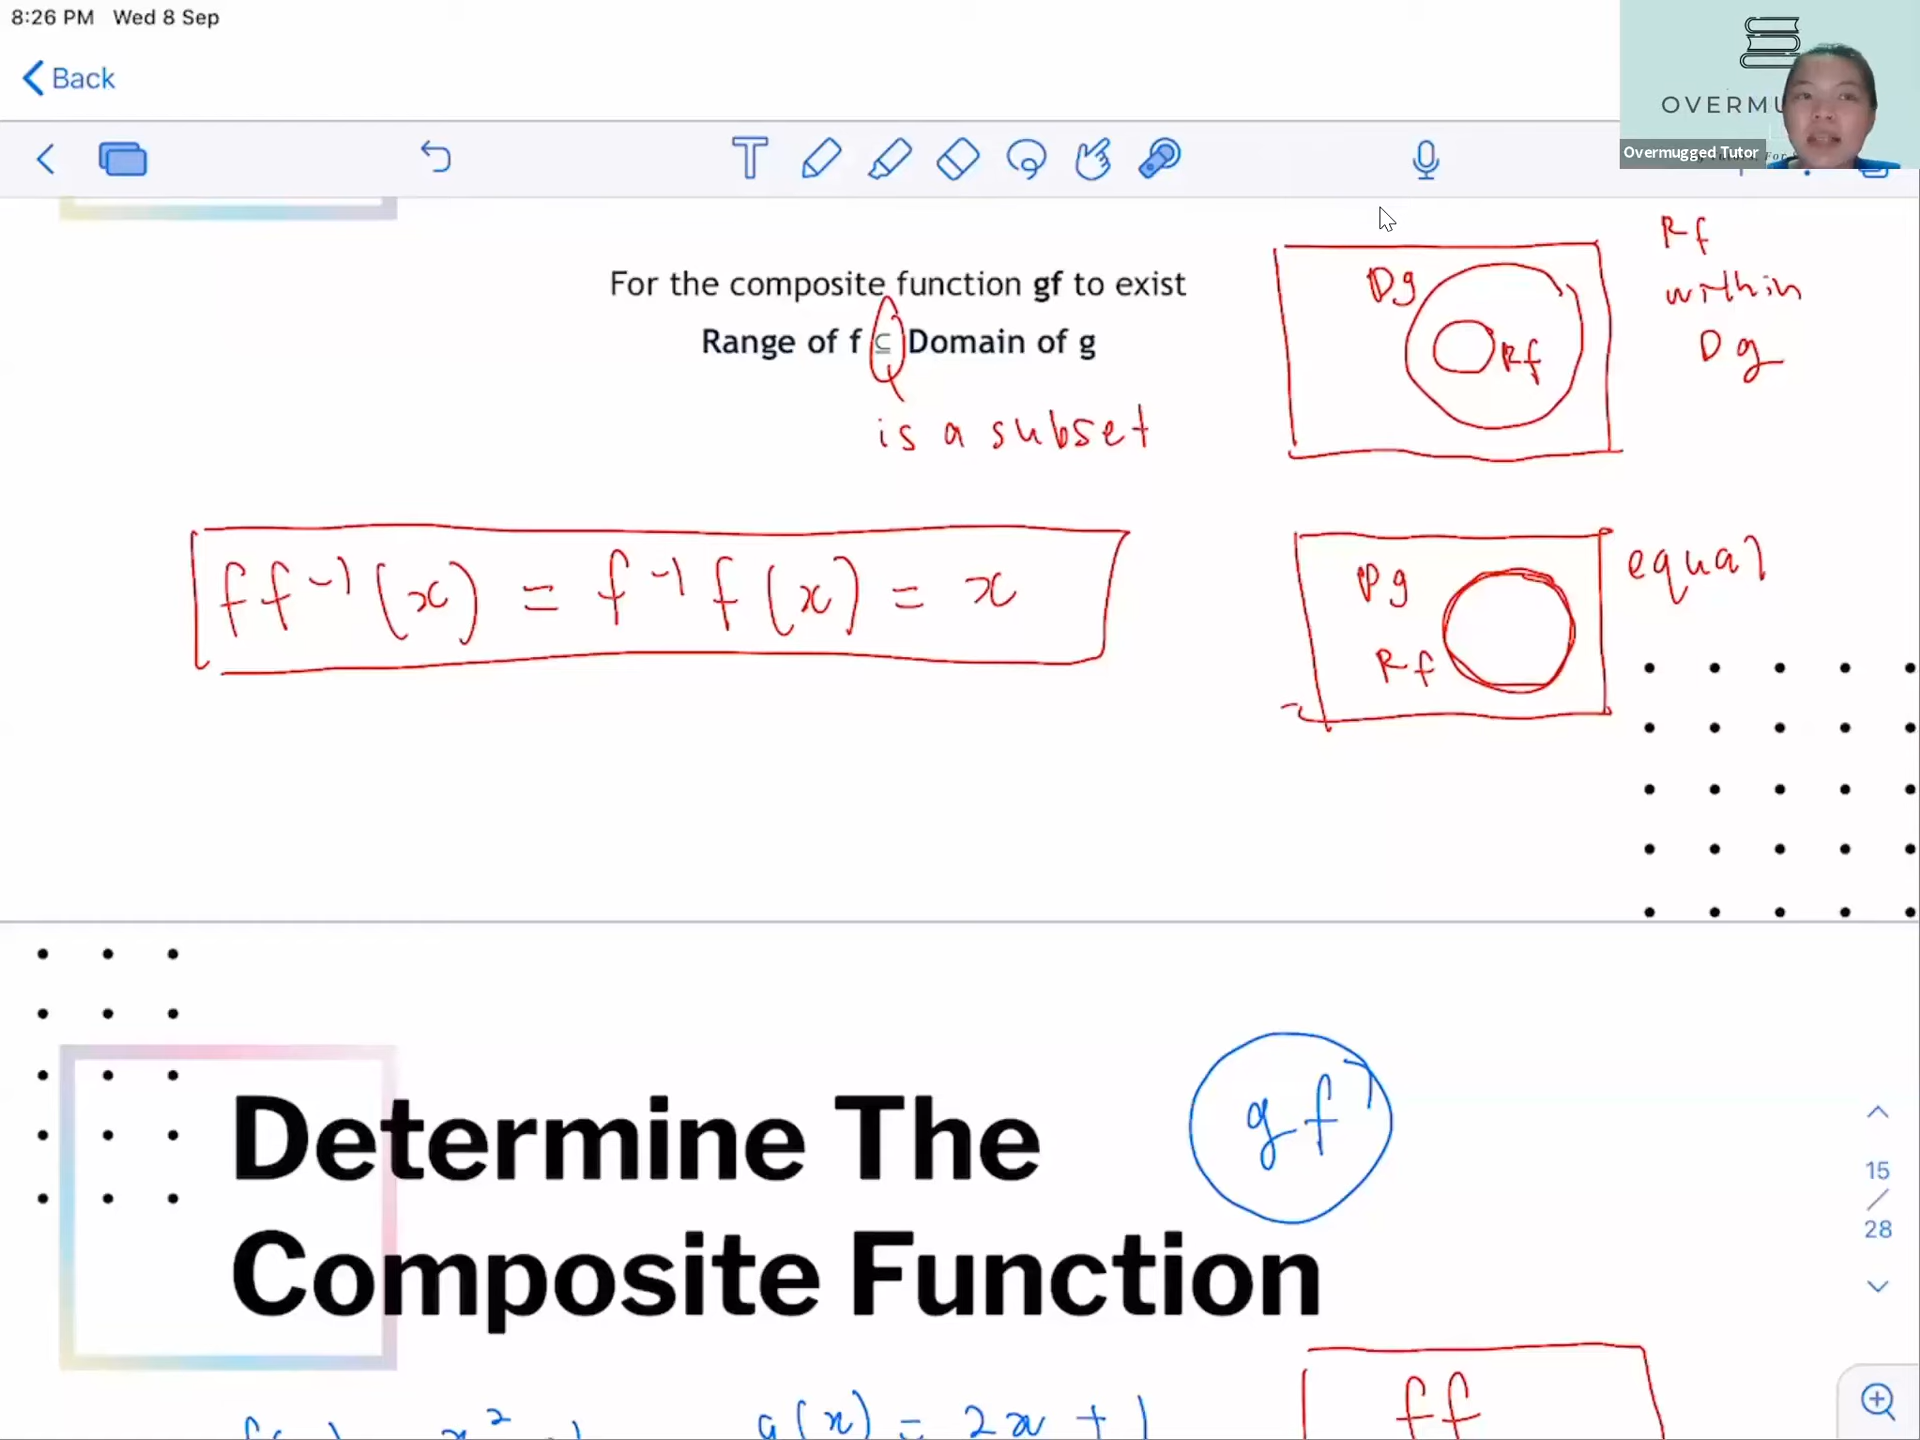 8:26 PM Wed 8 Sep
Back
OVERMU
Overmugged Tutor
For the composite function gf to exist
Range of f ⊆ Domain of g
is a subset
Dg
Rf
Rf
within
Dg
ff⁻¹(x) = f⁻¹f(x) = x
Dg
Rf
equal
Determine The
Composite Function
gf
15
/
28
g(x) = 2x + 1
ff